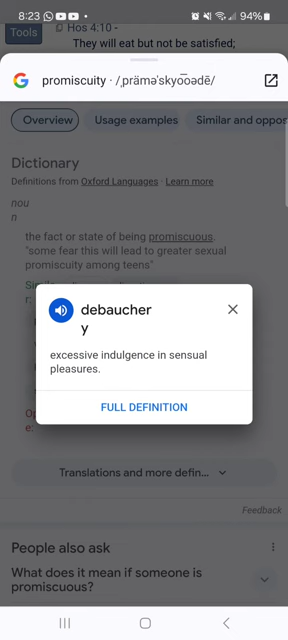 8:23
94%
Tools
Hos 4:10 -
They will eat but not be satisfied;
promiscuity · /ˌpräməˈskyo͞oədē/
Overview
Usage examples
Similar and oppos
Dictionary
Definitions from Oxford Languages · Learn more
nou
n
the fact or state of being promiscuous.
"some fear this will lead to greater sexual
promiscuity among teens"
r:
debaucher
y
excessive indulgence in sensual
pleasures.
FULL DEFINITION
e:
Translations and more defin...
Feedback
People also ask
What does it mean if someone is
promiscuous?